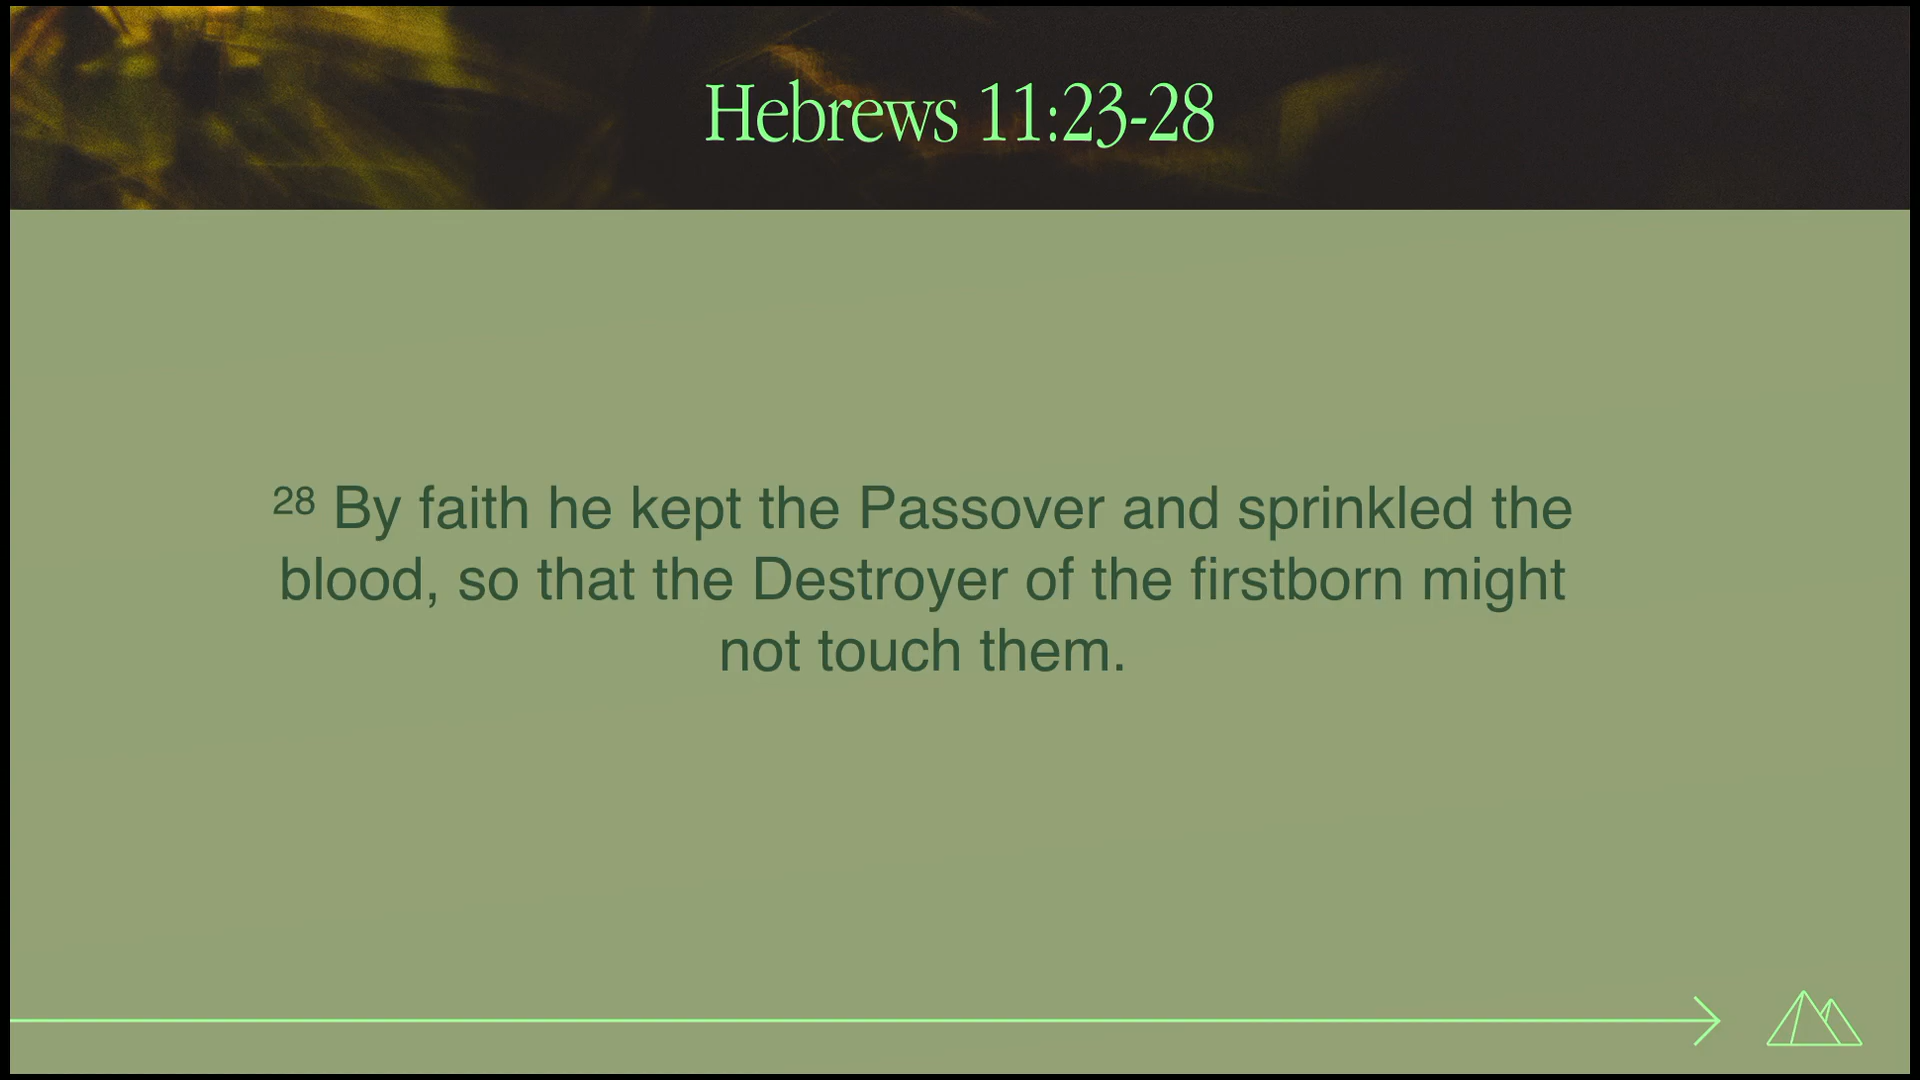 Hebrews 11:23-28
28 By faith he kept the Passover and sprinkled the
blood, so that the Destroyer of the firstborn might
not touch them.